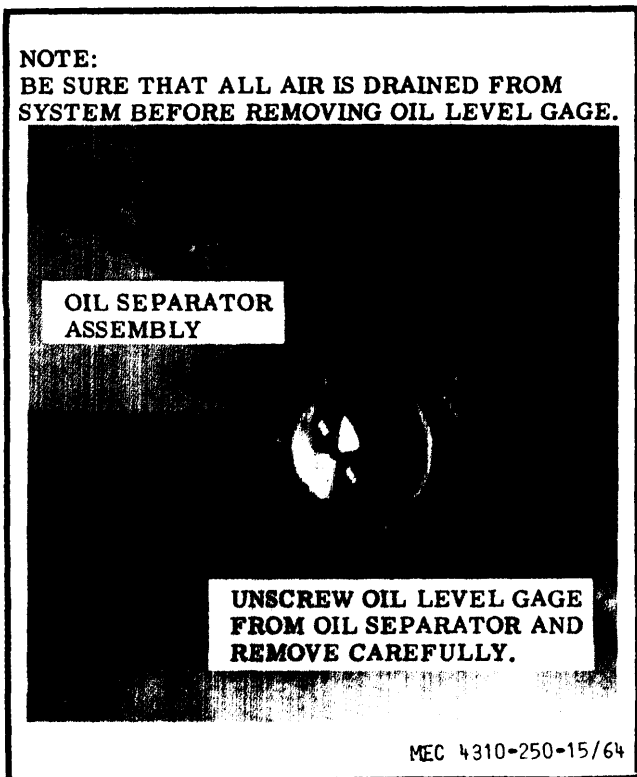 NOTE:
BE SURE THAT ALL AIR IS DRAINED FROM
SYSTEM BEFORE REMOVING OIL LEVEL GAGE.
OIL SEPARATOR
ASSEMBLY
UNSCREW OIL LEVEL GAGE
FROM OIL SEPARATOR AND
REMOVE CAREFULLY.
MEC 4310-250-15/64